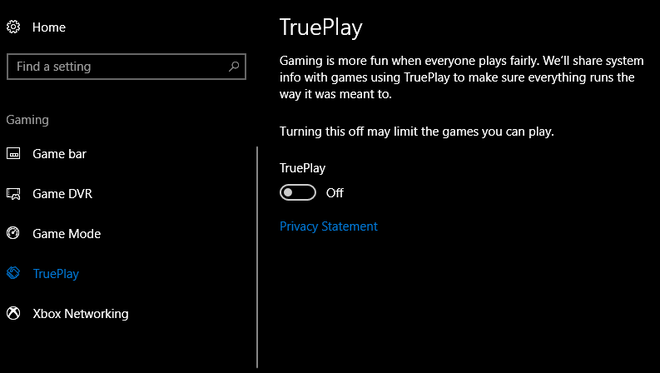 Home
Find a setting
Gaming
Game bar
Game DVR
Game Mode
TruePlay
Xbox Networking
TruePlay
Gaming is more fun when everyone plays fairly. We'll share system
info with games using TruePlay to make sure everything runs the
way it was meant to.
Turning this off may limit the games you can play.
TruePlay
Off
Privacy Statement